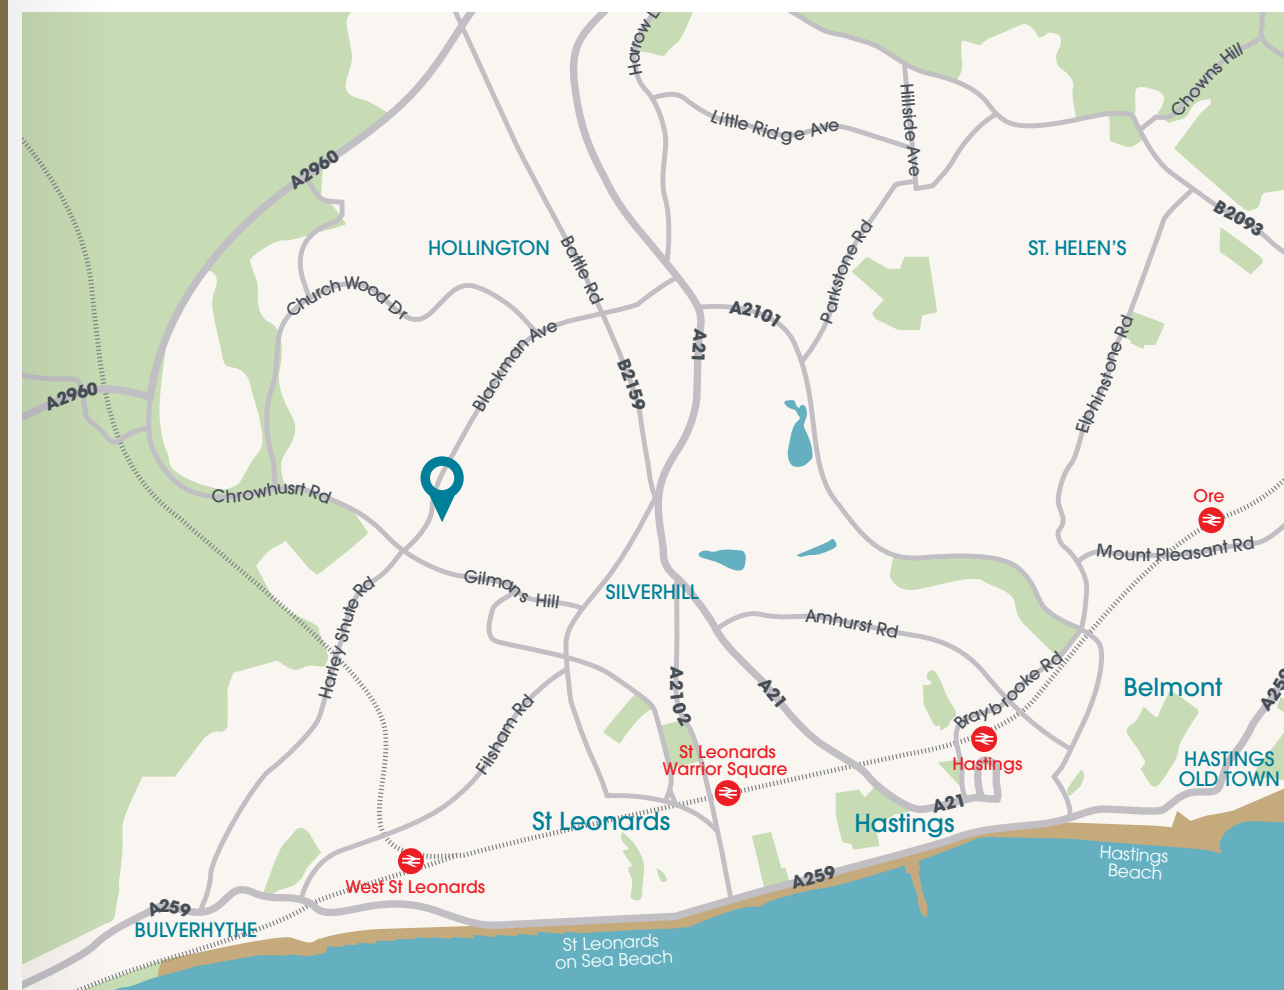 Harrow L
Chowns Hill
Hillside Ave
Little Ridge Ave
A2960
B2093
HOLLINGTON
Battle Rd
Parkstone Rd
ST. HELEN'S
Church Wood Dr
A2101
Blackman Ave
A21
Elphinstone Rd
B2159
A2960
Chrowhusrt Rd
Ore
Mount Pleasant Rd
Gilmans Hill
SILVERHILL
Harley Shute Rd
Amhurst Rd
A2102
A21
Braybrooke Rd
Belmont
A259
Filsham Rd
St Leonards
Warrior Square
Hastings
HASTINGS
OLD TOWN
A21
St Leonards
Hastings
Hastings
Beach
West St Leonards
A259
A259
BULVERHYTHE
St Leonards
on Sea Beach